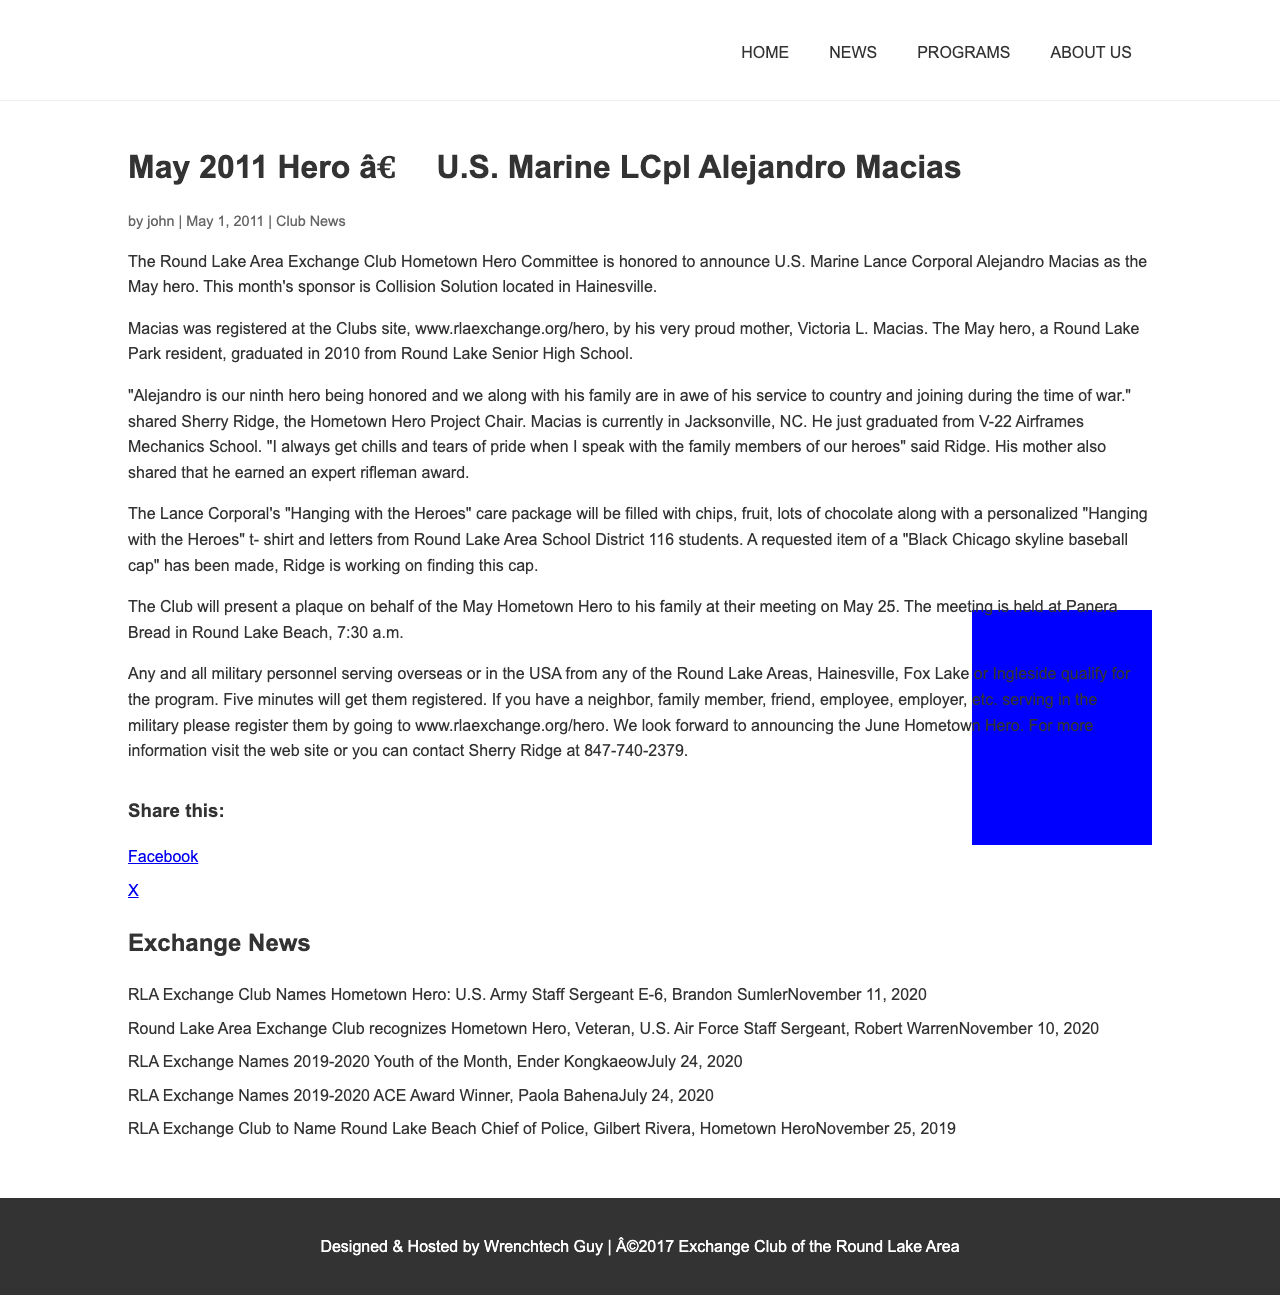 HOME NEWS PROGRAMS ABOUT US
May 2011 Hero â€ U.S. Marine LCpl Alejandro Macias
by john | May 1, 2011 | Club News
The Round Lake Area Exchange Club Hometown Hero Committee is honored to announce U.S. Marine Lance Corporal Alejandro Macias as the
May hero. This month's sponsor is Collision Solution located in Hainesville.
Macias was registered at the Clubs site, www.rlaexchange.org/hero, by his very proud mother, Victoria L. Macias. The May hero, a Round Lake
Park resident, graduated in 2010 from Round Lake Senior High School.
"Alejandro is our ninth hero being honored and we along with his family are in awe of his service to country and joining during the time of war."
shared Sherry Ridge, the Hometown Hero Project Chair. Macias is currently in Jacksonville, NC. He just graduated from V-22 Airframes
Mechanics School. "I always get chills and tears of pride when I speak with the family members of our heroes" said Ridge. His mother also
shared that he earned an expert rifleman award.
The Lance Corporal's "Hanging with the Heroes" care package will be filled with chips, fruit, lots of chocolate along with a personalized "Hanging
with the Heroes" t- shirt and letters from Round Lake Area School District 116 students. A requested item of a "Black Chicago skyline baseball
cap" has been made, Ridge is working on finding this cap.
The Club will present a plaque on behalf of the May Hometown Hero to his family at their meeting on May 25. The meeting is held at Panera
Bread in Round Lake Beach, 7:30 a.m.
Any and all military personnel serving overseas or in the USA from any of the Round Lake Areas, Hainesville, Fox Lake or Ingleside qualify for
the program. Five minutes will get them registered. If you have a neighbor, family member, friend, employee, employer, etc. serving in the
military please register them by going to www.rlaexchange.org/hero. We look forward to announcing the June Hometown Hero. For more
information visit the web site or you can contact Sherry Ridge at 847-740-2379.
Share this:
Facebook
X
Exchange News
RLA Exchange Club Names Hometown Hero: U.S. Army Staff Sergeant E-6, Brandon SumlerNovember 11, 2020
Round Lake Area Exchange Club recognizes Hometown Hero, Veteran, U.S. Air Force Staff Sergeant, Robert WarrenNovember 10, 2020
RLA Exchange Names 2019-2020 Youth of the Month, Ender KongkaeowJuly 24, 2020
RLA Exchange Names 2019-2020 ACE Award Winner, Paola BahenaJuly 24, 2020
RLA Exchange Club to Name Round Lake Beach Chief of Police, Gilbert Rivera, Hometown HeroNovember 25, 2019
Designed & Hosted by Wrenchtech Guy | Â©2017 Exchange Club of the Round Lake Area